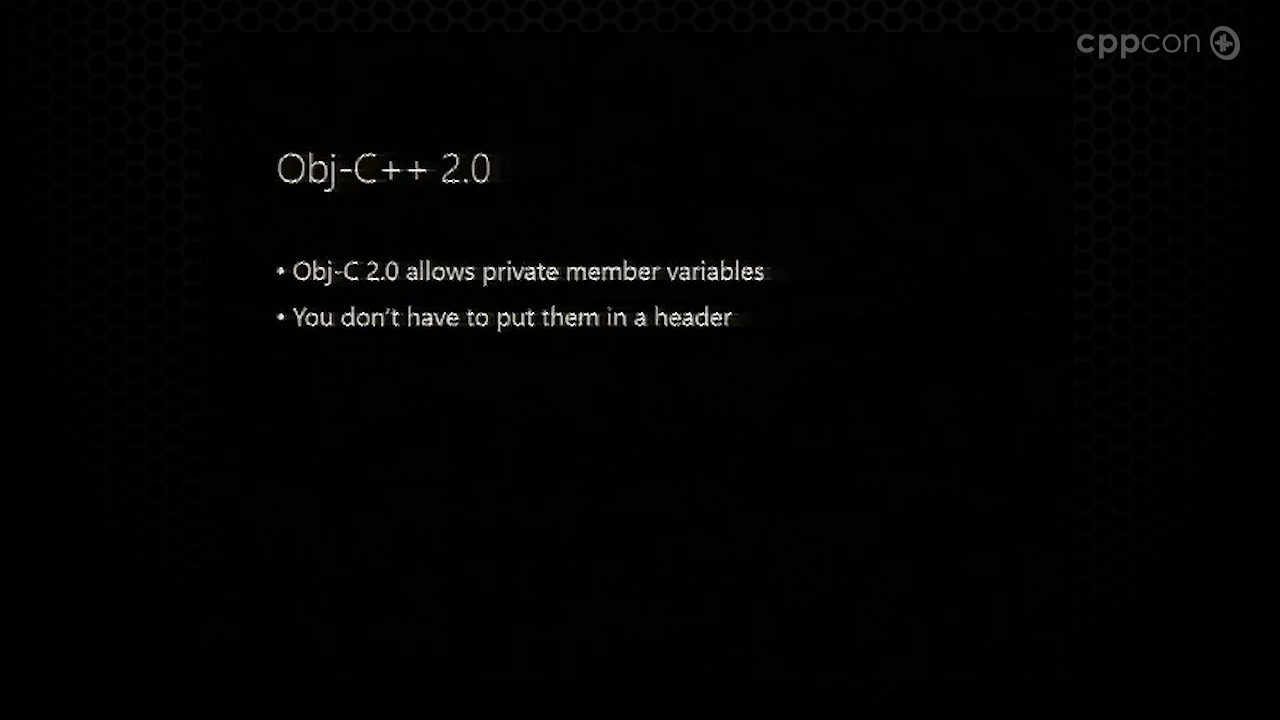 cppcon
Obj-C++ 2.0
• Obj-C 2.0 allows private member variables
• You don't have to put them in a header